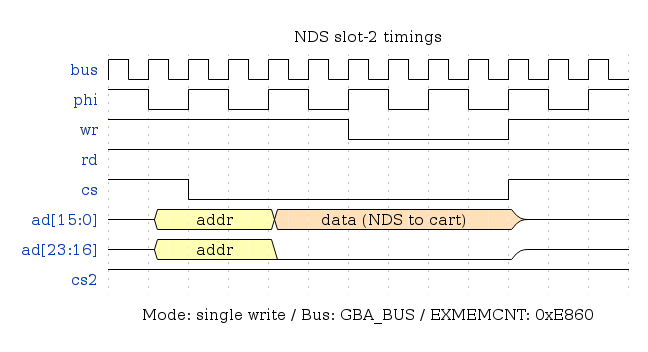 NDS slot-2 timings
bus
phi
wr
rd
cs
ad[15:0] addr data (NDS to cart)
ad[23:16] addr
cs2
Mode: single write / Bus: GBA_BUS / EXMEMCNT: 0xE860